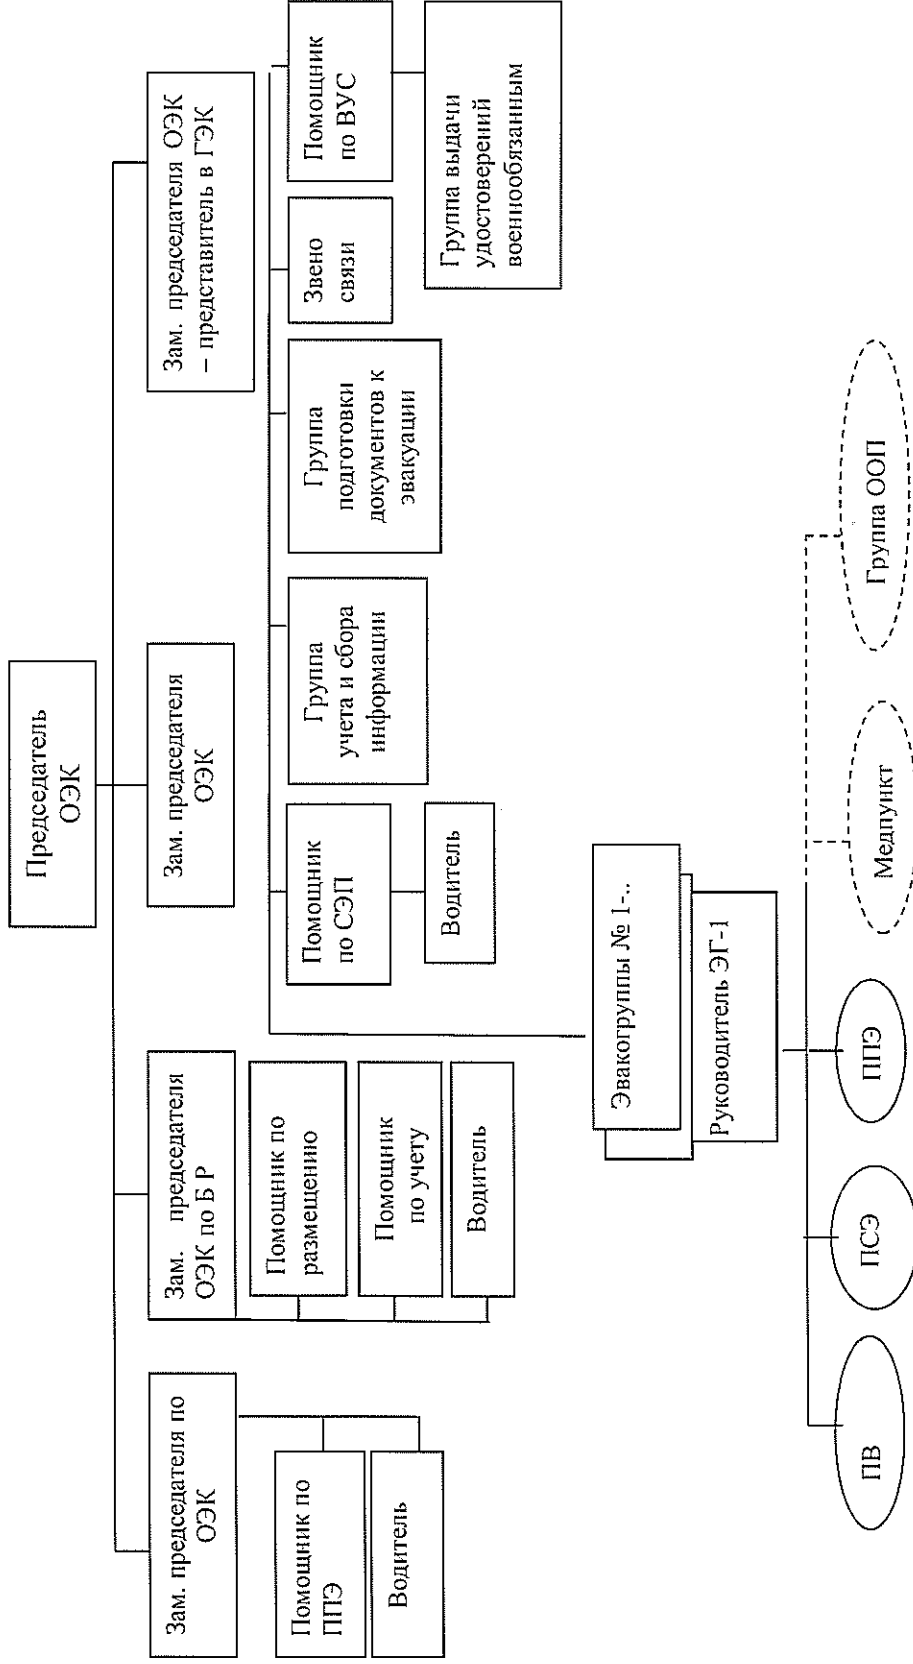 Председатель
ОЭК
Зам. председателя по
ОЭК
Зам. председателя
ОЭК по Б Р
Зам. председателя
ОЭК
Зам. председателя ОЭК
– представитель в ГЭК
Помощник по
ППЭ
Водитель
Помощник по
размещению
Помощник
по учету
Водитель
Помощник
по СЭП
Водитель
Группа
учета и сбора
информации
Группа
подготовки
документов к
эвакуации
Звено
связи
Помощник
по ВУС
Группа выдачи
удостоверений
военнообязанным
Эвакогруппы № 1-..
Руководитель ЭГ-1
ПВ
ПСЭ
ППЭ
Медпункт
Группа ООП